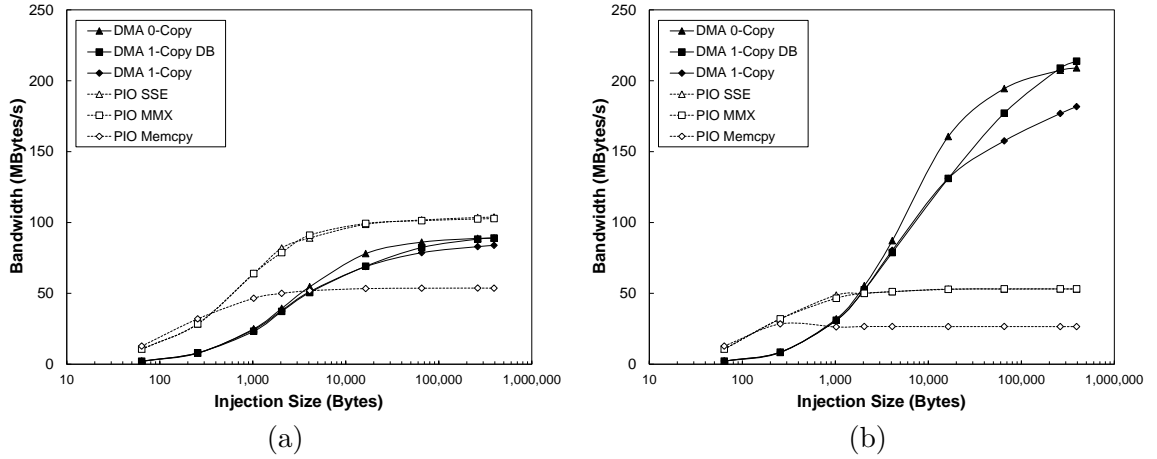 250
200
150
100
50
0
Bandwidth (MBytes/s)
DMA 0-Copy
DMA 1-Copy DB
DMA 1-Copy
PIO SSE
PIO MMX
PIO Memcpy
10 100 1,000 10,000 100,000 1,000,000
Injection Size (Bytes)
(a)
250
200
150
100
50
0
Bandwidth (MBytes/s)
DMA 0-Copy
DMA 1-Copy DB
DMA 1-Copy
PIO SSE
PIO MMX
PIO Memcpy
10 100 1,000 10,000 100,000 1,000,000
Injection Size (Bytes)
(b)